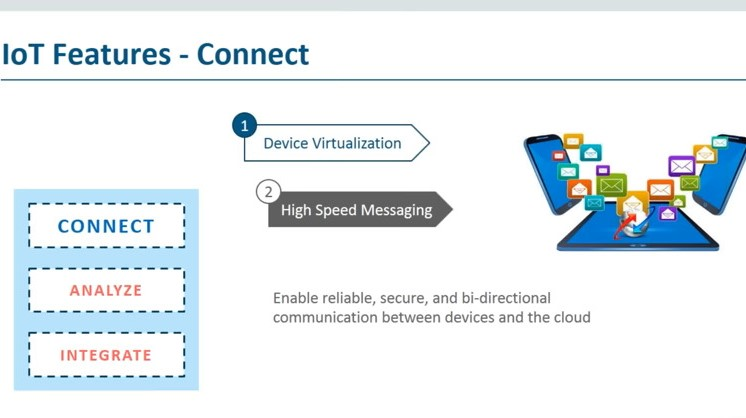 IoT Features - Connect
1
Device Virtualization
2
High Speed Messaging
CONNECT
ANALYZE
INTEGRATE
Enable reliable, secure, and bi-directional
communication between devices and the cloud